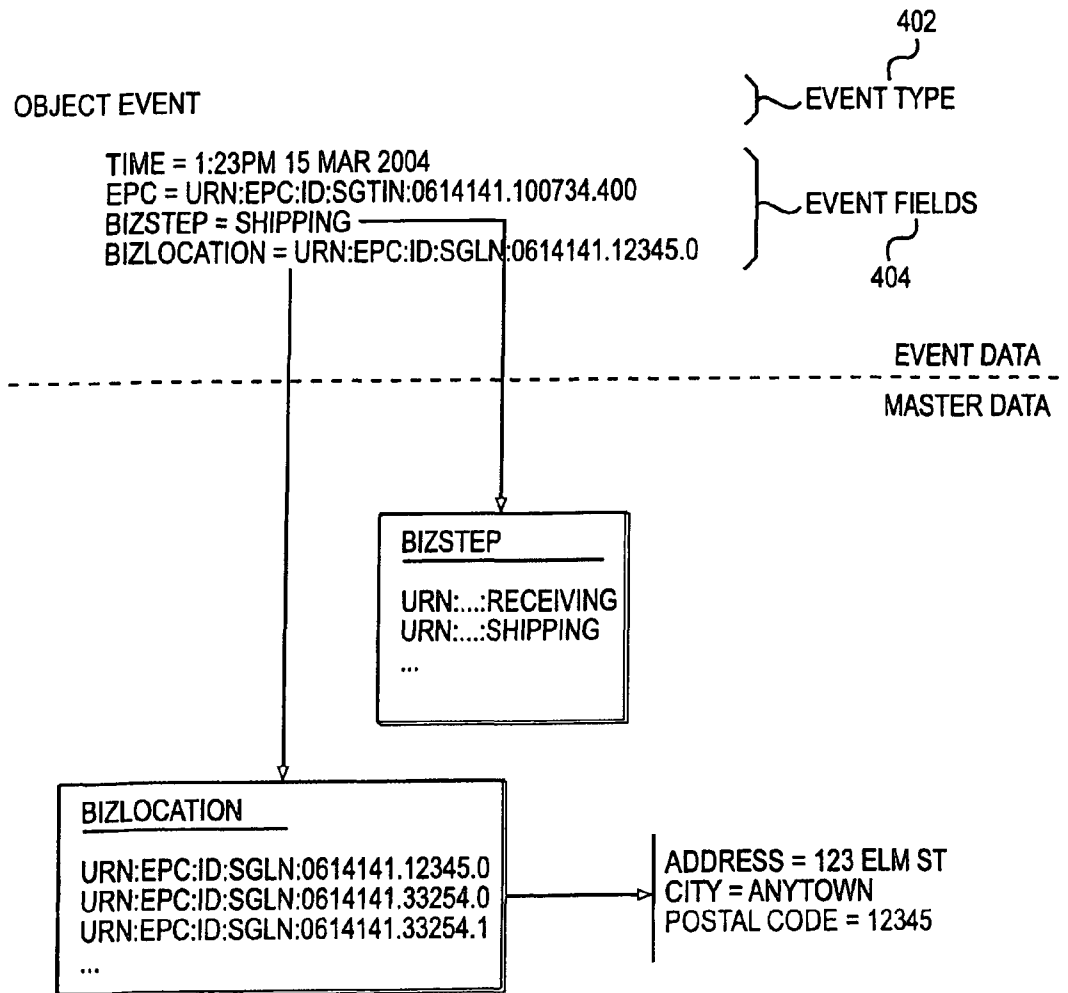 402
OBJECT EVENT
EVENT TYPE
TIME = 1:23PM 15 MAR 2004
EPC = URN:EPC:ID:SGTIN:0614141.100734.400
BIZSTEP = SHIPPING
BIZLOCATION = URN:EPC:ID:SGLN:0614141.12345.0
EVENT FIELDS
404
EVENT DATA
MASTER DATA
BIZSTEP
URN:...:RECEIVING
URN:...:SHIPPING
...
BIZLOCATION
URN:EPC:ID:SGLN:0614141.12345.0
URN:EPC:ID:SGLN:0614141.33254.0
URN:EPC:ID:SGLN:0614141.33254.1
...
ADDRESS = 123 ELM ST
CITY = ANYTOWN
POSTAL CODE = 12345